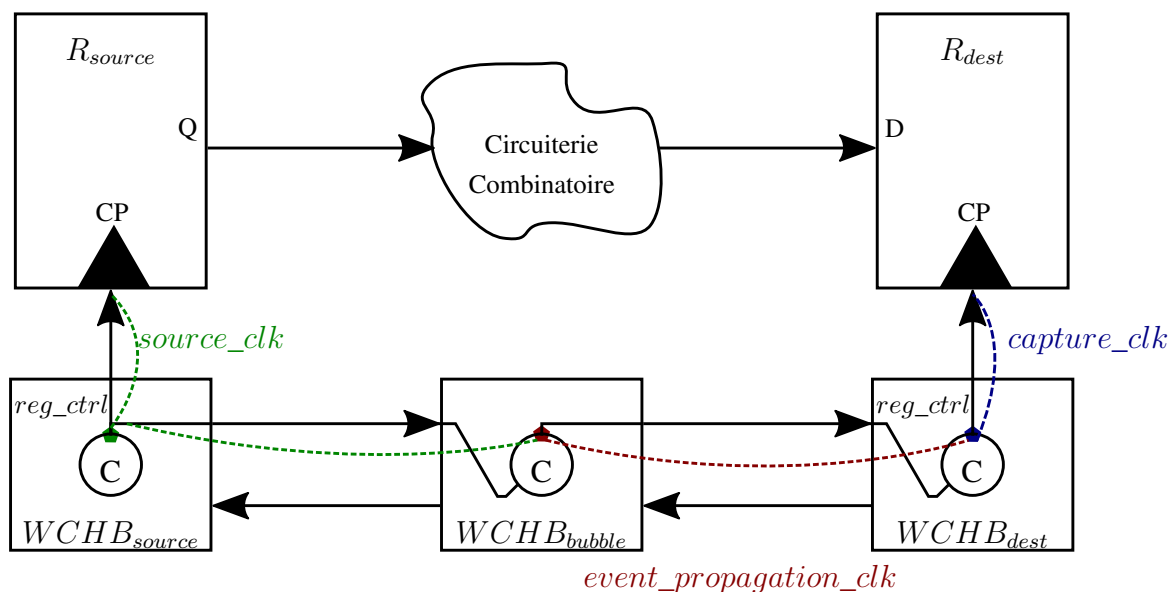 R_source
R_dest
Q
Circuiterie
Combinatoire
D
CP
CP
source_clk
capture_clk
reg_ctrl
reg_ctrl
C
C
C
WCHB_source
WCHB_bubble
WCHB_dest
event_propagation_clk